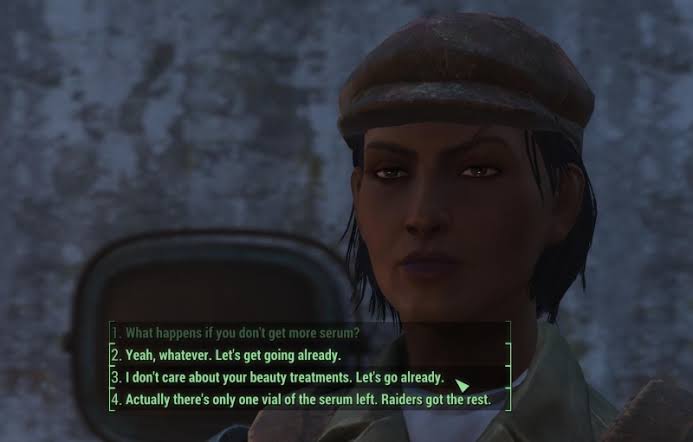 1. What happens if you don't get more serum?
2. Yeah, whatever. Let's get going already.
3. I don't care about your beauty treatments. Let's go already.
4. Actually there's only one vial of the serum left. Raiders got the rest.